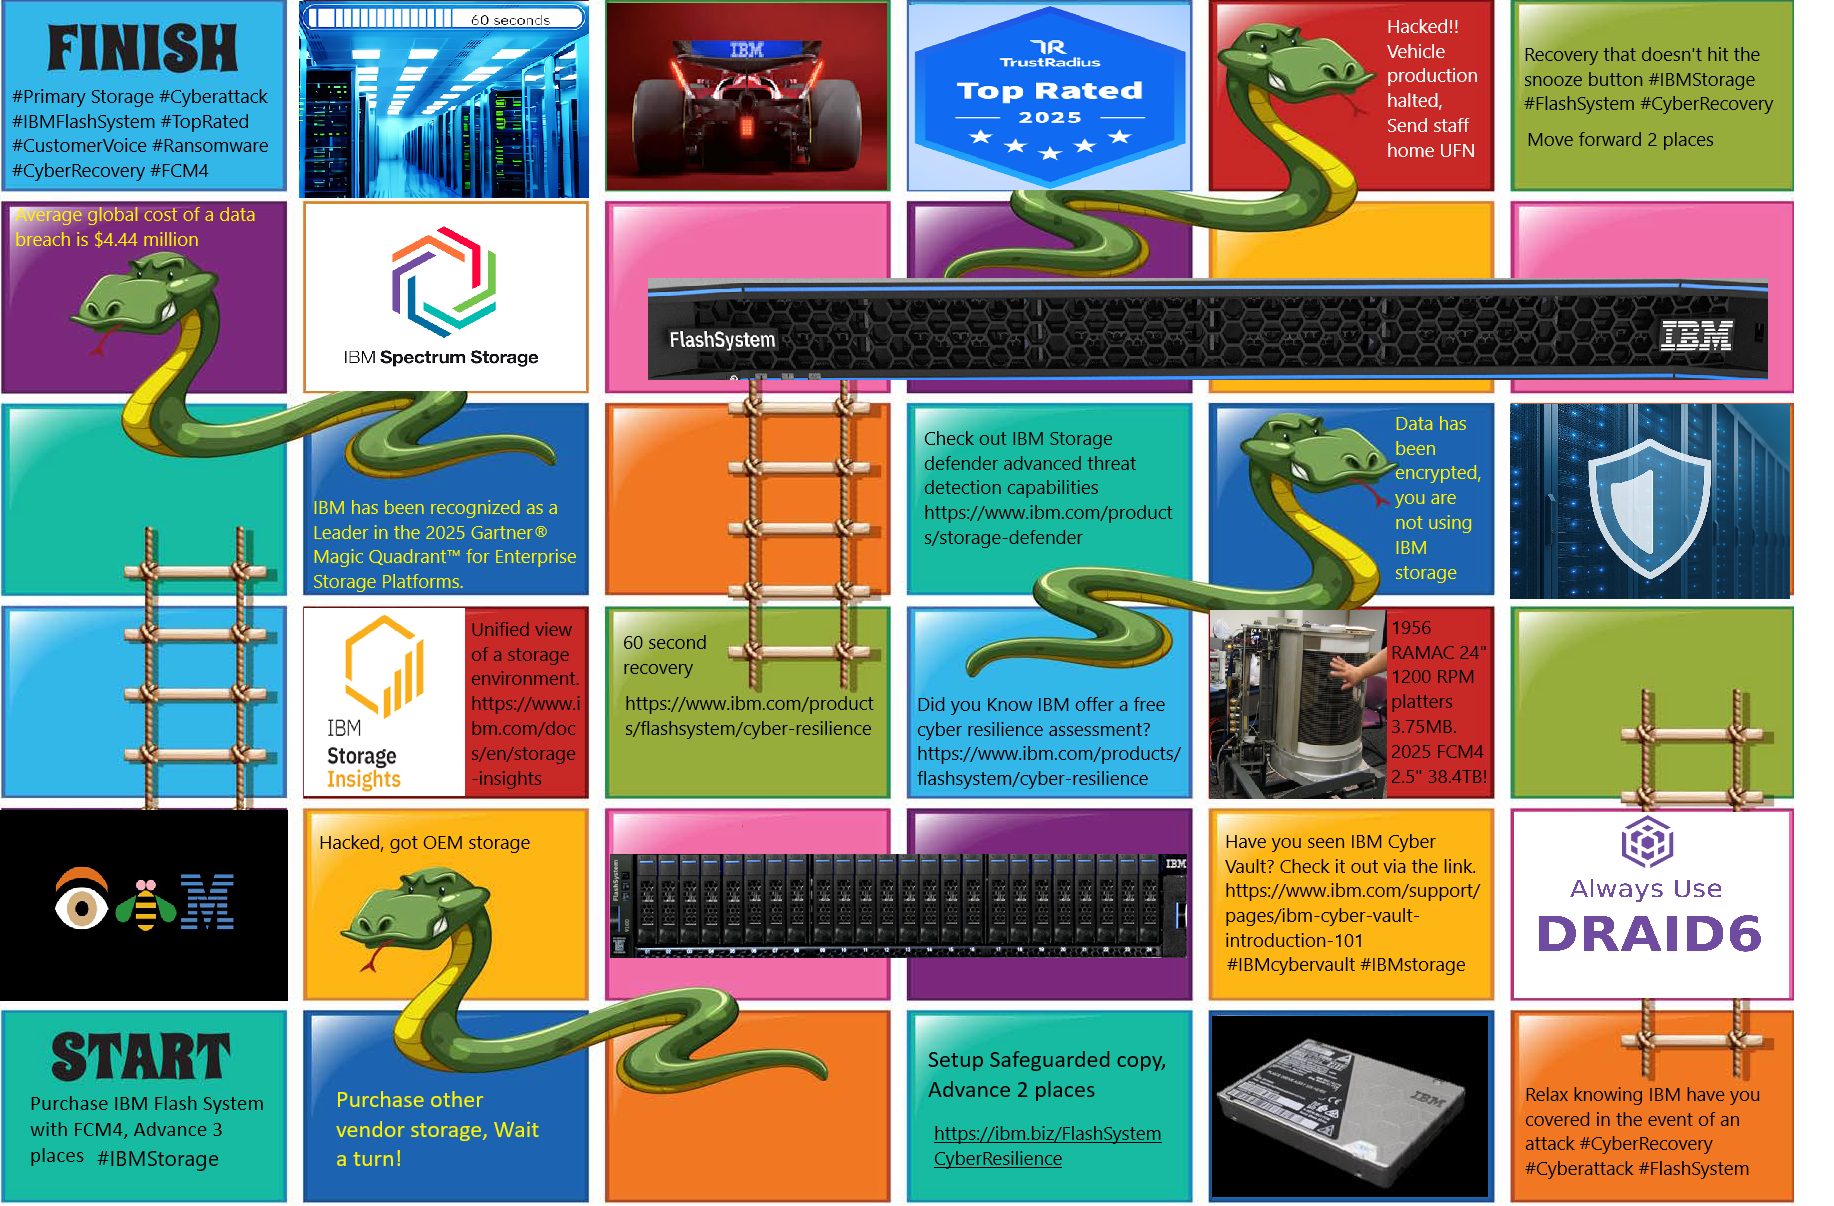 FINISH
#Primary Storage #Cyberattack
#IBMFlashSystem #TopRated
#CustomerVoice #Ransomware
#CyberRecovery #FCM4
60 seconds
IBM
TR
TrustRadius
Top Rated
2025
Hacked!!
Vehicle
production
halted,
Send staff
home UFN
Recovery that doesn't hit the
snooze button #IBMStorage
#FlashSystem #CyberRecovery
Move forward 2 places
Average global cost of a data
breach is $4.44 million
IBM Spectrum Storage
FlashSystem
IBM
IBM has been recognized as a
Leader in the 2025 Gartner®
Magic Quadrant™ for Enterprise
Storage Platforms.
Check out IBM Storage
defender advanced threat
detection capabilities
https://www.ibm.com/product
s/storage-defender
Data has
been
encrypted,
you are
not using
IBM
storage
IBM
Storage
Insights
Unified view
of a storage
environment.
https://www.i
bm.com/doc
s/en/storage
-insights
60 second
recovery
https://www.ibm.com/product
s/flashsystem/cyber-resilience
Did you Know IBM offer a free
cyber resilience assessment?
https://www.ibm.com/products/
flashsystem/cyber-resilience
1956
RAMAC 24"
1200 RPM
platters
3.75MB.
2025 FCM4
2.5" 38.4TB!
M
Hacked, got OEM storage
FlashSystem
IBM
Have you seen IBM Cyber
Vault? Check it out via the link.
https://www.ibm.com/support/
pages/ibm-cyber-vault-
introduction-101
#IBMcybervault #IBMstorage
Always Use
DRAID6
START
Purchase IBM Flash System
with FCM4, Advance 3
places #IBMStorage
Purchase other
vendor storage, Wait
a turn!
Setup Safeguarded copy,
Advance 2 places
https://ibm.biz/FlashSystem
CyberResilience
IBM
Relax knowing IBM have you
covered in the event of an
attack #CyberRecovery
#Cyberattack #FlashSystem